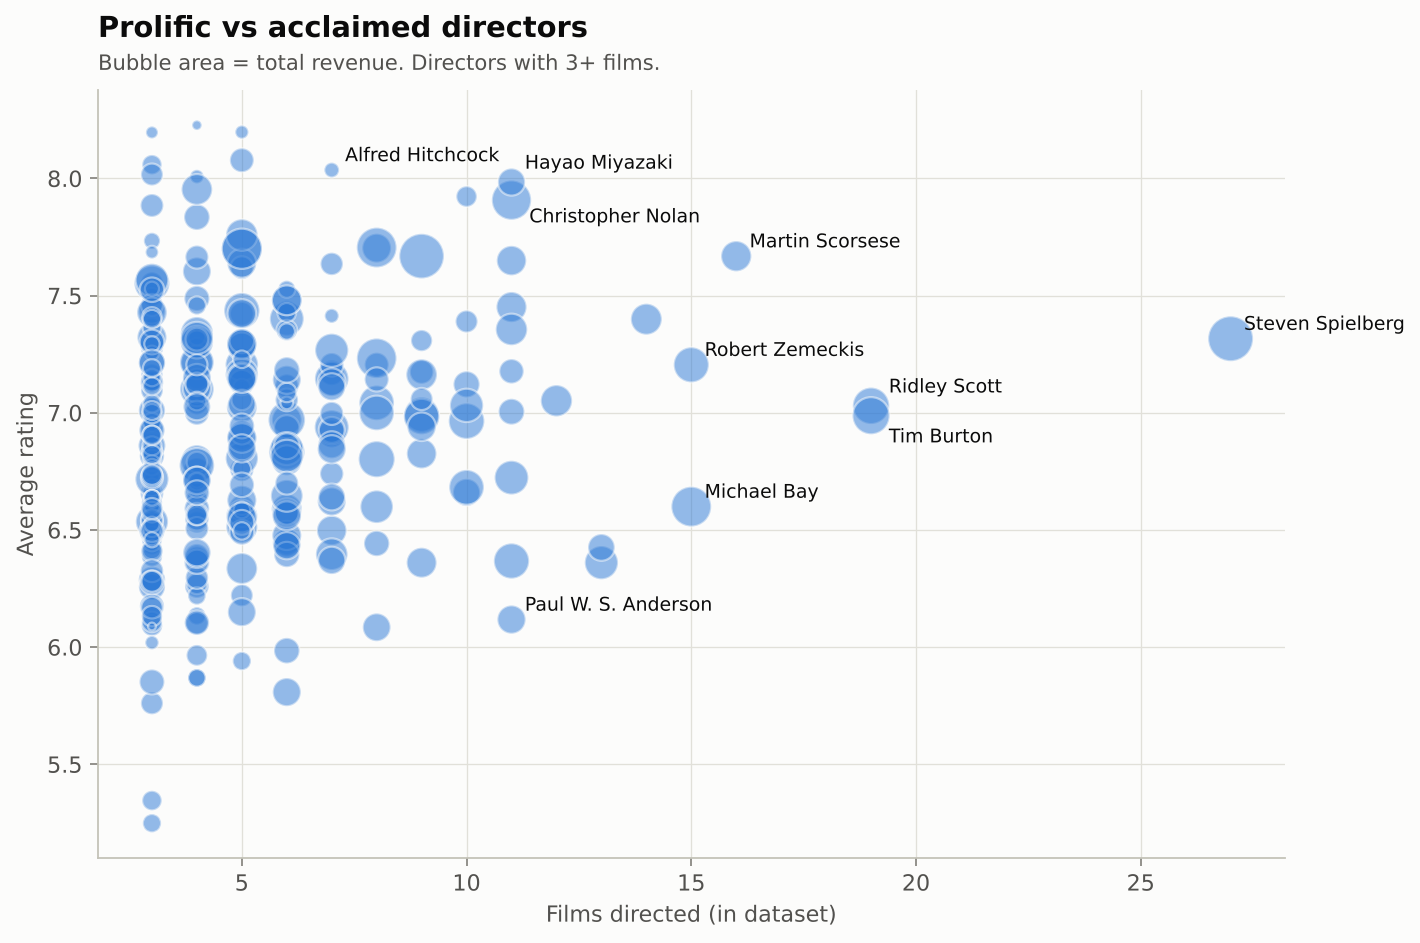 Prolific vs acclaimed directors
Bubble area = total revenue. Directors with 3+ films.
Alfred Hitchcock
Hayao Miyazaki
Christopher Nolan
Martin Scorsese
Steven Spielberg
Robert Zemeckis
Ridley Scott
Tim Burton
Michael Bay
Paul W. S. Anderson
Average rating
8.0
7.5
7.0
6.5
6.0
5.5
5
10
15
20
25
Films directed (in dataset)